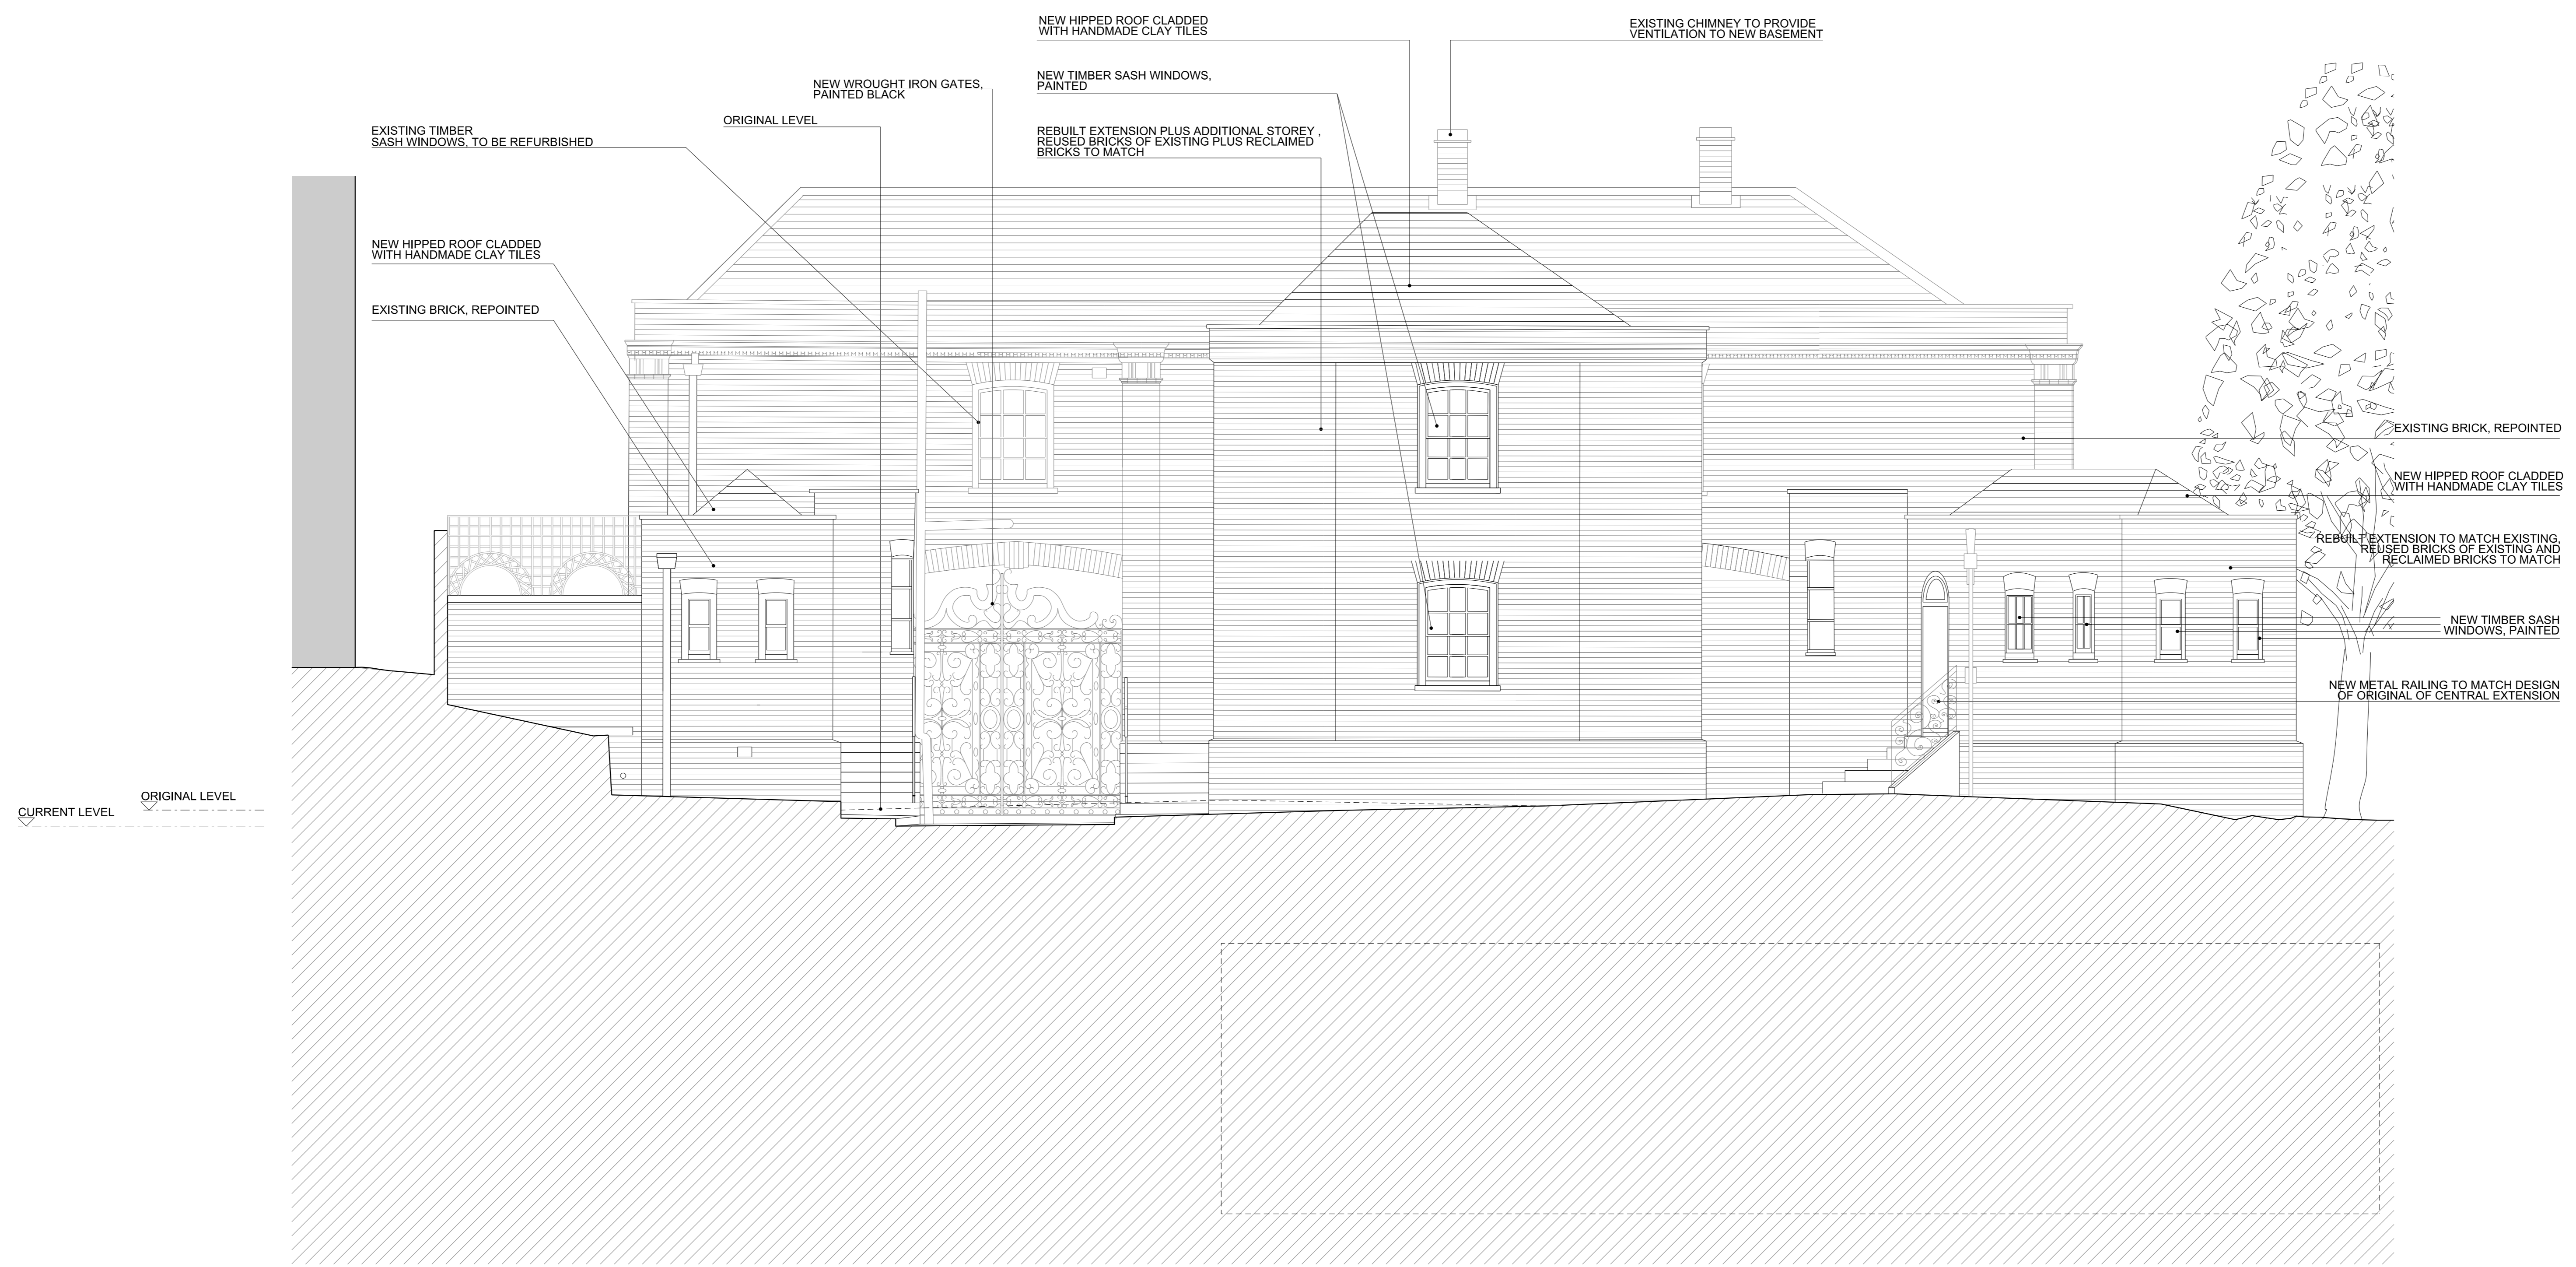 NEW HIPPED ROOF CLADDED
WITH HANDMADE CLAY TILES
EXISTING CHIMNEY TO PROVIDE
VENTILATION TO NEW BASEMENT
NEW TIMBER SASH WINDOWS,
PAINTED
NEW WROUGHT IRON GATES,
PAINTED BLACK
ORIGINAL LEVEL
EXISTING TIMBER
SASH WINDOWS, TO BE REFURBISHED
REBUILT EXTENSION PLUS ADDITIONAL STOREY ,
REUSED BRICKS OF EXISTING PLUS RECLAIMED
BRICKS TO MATCH
NEW HIPPED ROOF CLADDED
WITH HANDMADE CLAY TILES
EXISTING BRICK, REPOINTED
EXISTING BRICK, REPOINTED
NEW HIPPED ROOF CLADDED
WITH HANDMADE CLAY TILES
REBUILT EXTENSION TO MATCH EXISTING,
REUSED BRICKS OF EXISTING AND
RECLAIMED BRICKS TO MATCH
NEW TIMBER SASH
WINDOWS, PAINTED
NEW METAL RAILING TO MATCH DESIGN
OF ORIGINAL OF CENTRAL EXTENSION
ORIGINAL LEVEL
CURRENT LEVEL